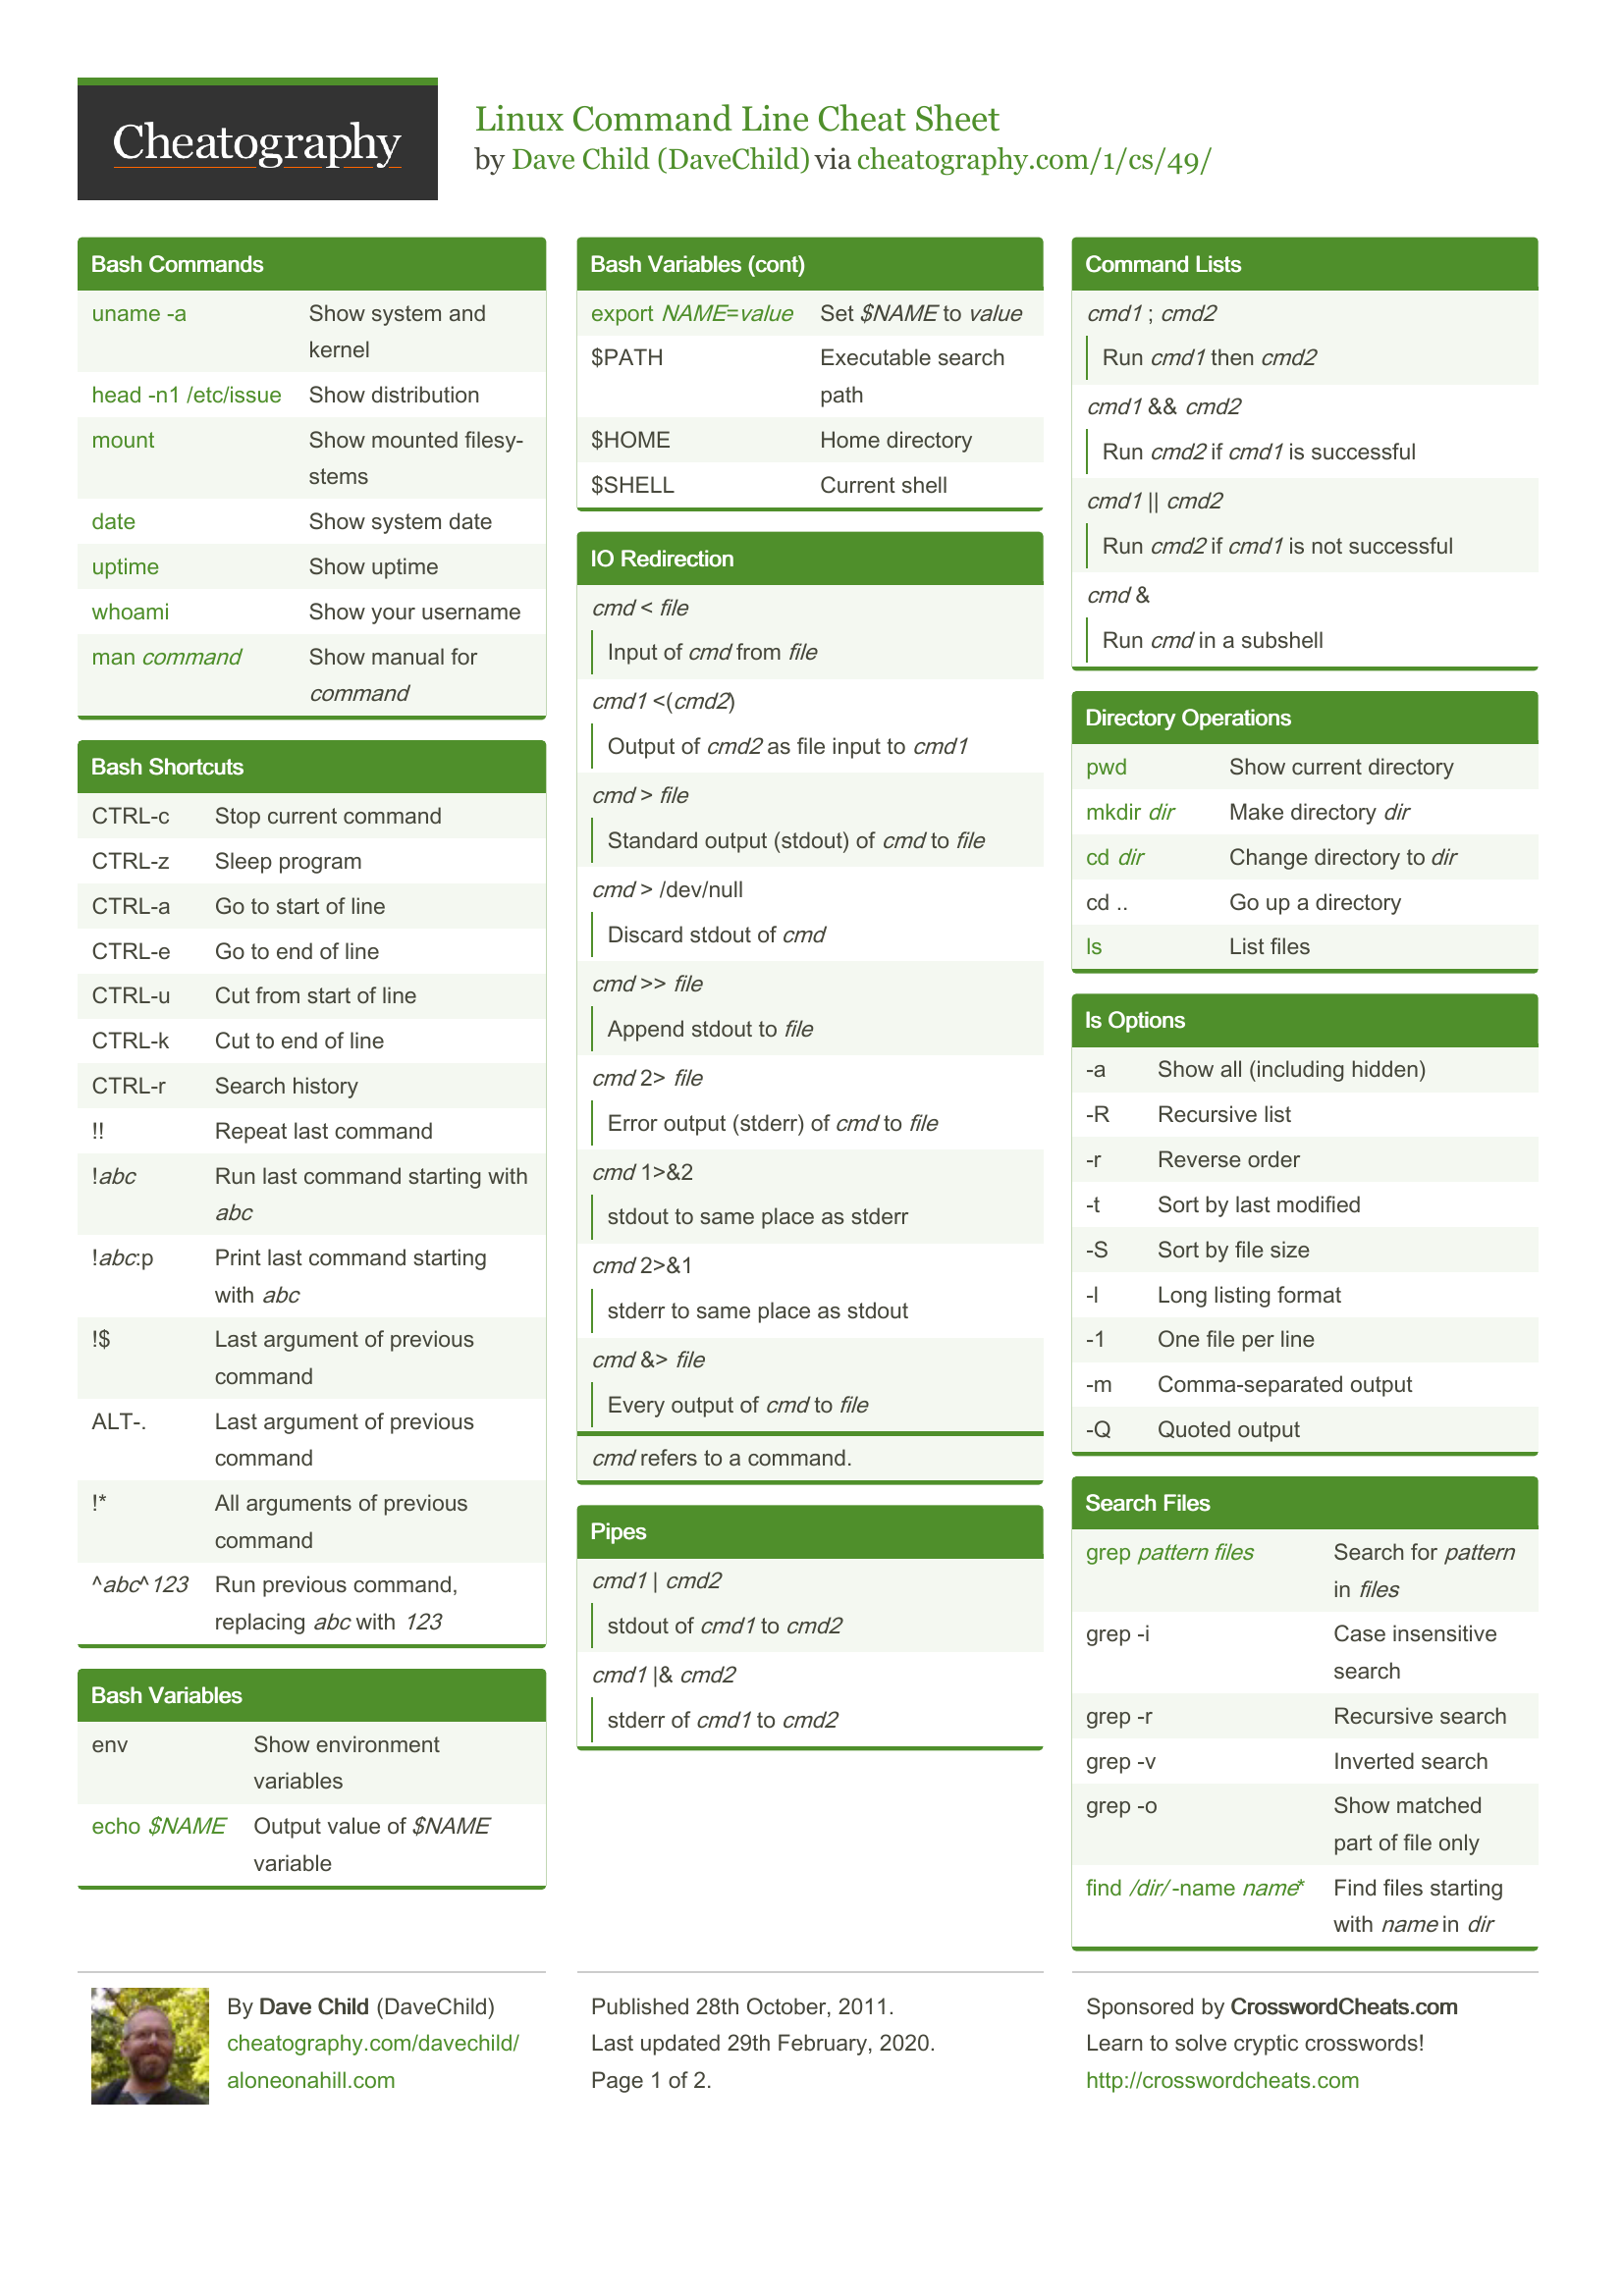 Cheatography
Linux Command Line Cheat Sheet
by Dave Child (DaveChild) via cheatography.com/1/cs/49/
Bash Commands
uname -a Show system and
kernel
head -n1 /etc/issue Show distribution
mount Show mounted filesy-
stems
date Show system date
uptime Show uptime
whoami Show your username
man command Show manual for
command
Bash Shortcuts
CTRL-c Stop current command
CTRL-z Sleep program
CTRL-a Go to start of line
CTRL-e Go to end of line
CTRL-u Cut from start of line
CTRL-k Cut to end of line
CTRL-r Search history
!! Repeat last command
!abc Run last command starting with
abc
!abc:p Print last command starting
with abc
!$ Last argument of previous
command
ALT-. Last argument of previous
command
!* All arguments of previous
command
^abc^123 Run previous command,
replacing abc with 123
Bash Variables
env Show environment
variables
echo $NAME Output value of $NAME
variable
Bash Variables (cont)
export NAME=value Set $NAME to value
$PATH Executable search
path
$HOME Home directory
$SHELL Current shell
IO Redirection
cmd < file
Input of cmd from file
cmd1 <(cmd2)
Output of cmd2 as file input to cmd1
cmd > file
Standard output (stdout) of cmd to file
cmd > /dev/null
Discard stdout of cmd
cmd >> file
Append stdout to file
cmd 2> file
Error output (stderr) of cmd to file
cmd 1>&2
stdout to same place as stderr
cmd 2>&1
stderr to same place as stdout
cmd &> file
Every output of cmd to file
cmd refers to a command.
Pipes
cmd1 | cmd2
stdout of cmd1 to cmd2
cmd1 |& cmd2
stderr of cmd1 to cmd2
Command Lists
cmd1 ; cmd2
Run cmd1 then cmd2
cmd1 && cmd2
Run cmd2 if cmd1 is successful
cmd1 || cmd2
Run cmd2 if cmd1 is not successful
cmd &
Run cmd in a subshell
Directory Operations
pwd Show current directory
mkdir dir Make directory dir
cd dir Change directory to dir
cd .. Go up a directory
ls List files
ls Options
-a Show all (including hidden)
-R Recursive list
-r Reverse order
-t Sort by last modified
-S Sort by file size
-l Long listing format
-1 One file per line
-m Comma-separated output
-Q Quoted output
Search Files
grep pattern files Search for pattern
in files
grep -i Case insensitive
search
grep -r Recursive search
grep -v Inverted search
grep -o Show matched
part of file only
find /dir/ -name name* Find files starting
with name in dir
By Dave Child (DaveChild)
cheatography.com/davechild/
aloneonahill.com
Published 28th October, 2011.
Last updated 29th February, 2020.
Page 1 of 2.
Sponsored by CrosswordCheats.com
Learn to solve cryptic crosswords!
http://crosswordcheats.com